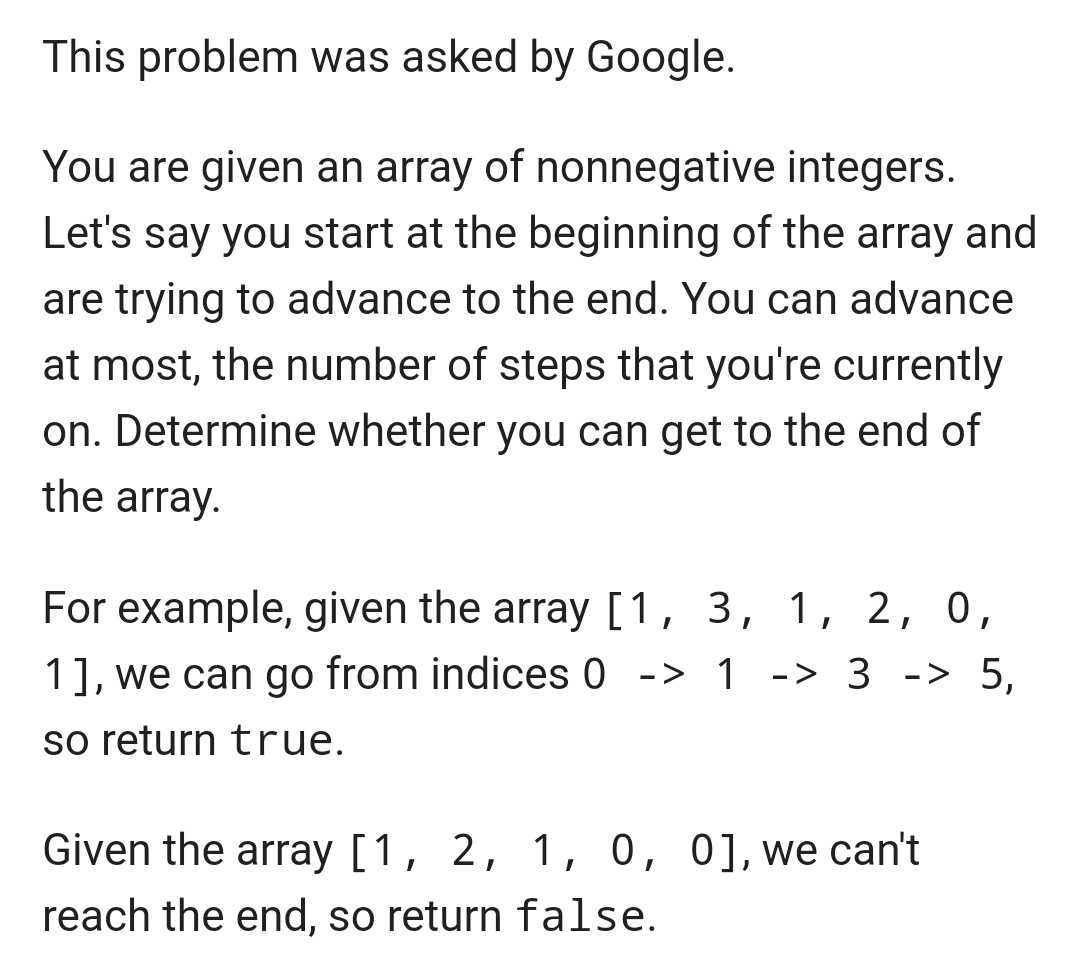 This problem was asked by Google.
You are given an array of nonnegative integers.
Let's say you start at the beginning of the array and
are trying to advance to the end. You can advance
at most, the number of steps that you're currently
on. Determine whether you can get to the end of
the array.
For example, given the array [1, 3, 1, 2, 0,
1], we can go from indices 0 -> 1 -> 3 -> 5,
so return true.
Given the array [1, 2, 1, 0, 0], we can't
reach the end, so return false.